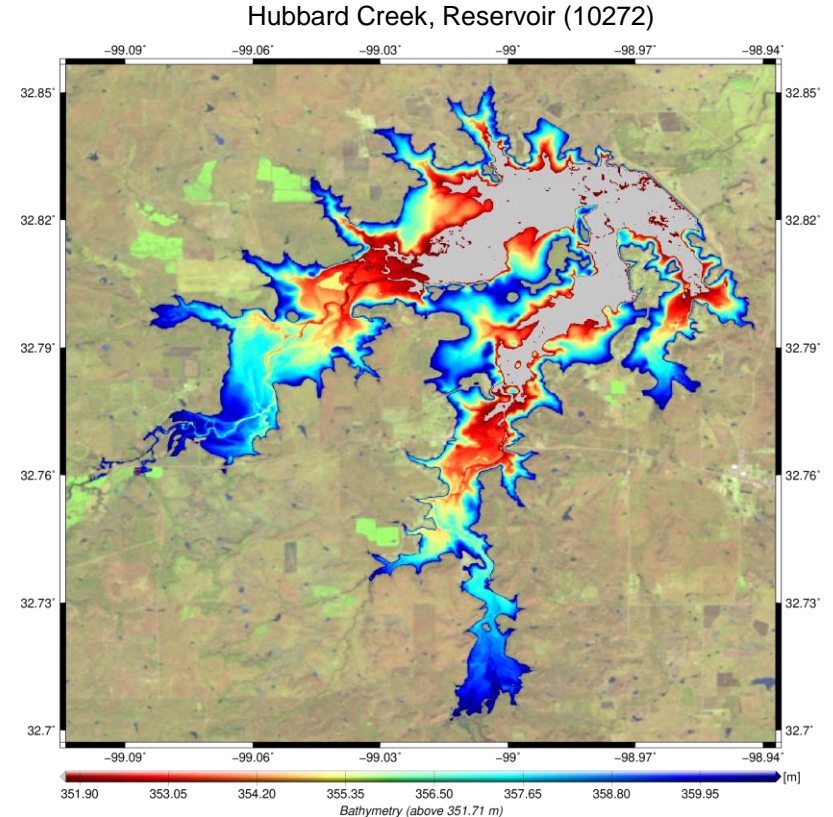 Hubbard Creek, Reservoir (10272)
−99.09° −99.06° −99.03° −99° −98.97° −98.94°
32.85° 32.85°
32.82° 32.82°
32.79° 32.79°
32.76° 32.76°
32.73° 32.73°
32.7° 32.7°
−99.09° −99.06° −99.03° −99° −98.97° −98.94°
[m]
351.90 353.05 354.20 355.35 356.50 357.65 358.80 359.95
Bathymetry (above 351.71 m)